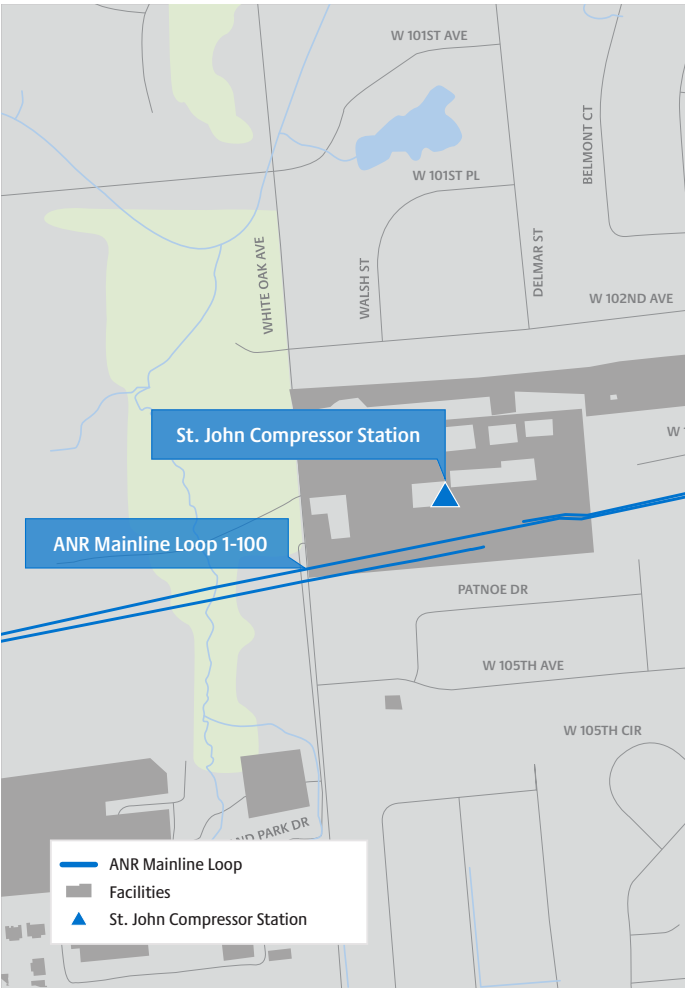 W 101ST AVE
BELMONT CT
W 101ST PL
WHITE OAK AVE
WALSH ST
DELMAR ST
W 102ND AVE
St. John Compressor Station
ANR Mainline Loop 1-100
PATNOE DR
W 105TH AVE
W 105TH CIR
PARK DR
ANR Mainline Loop
Facilities
St. John Compressor Station